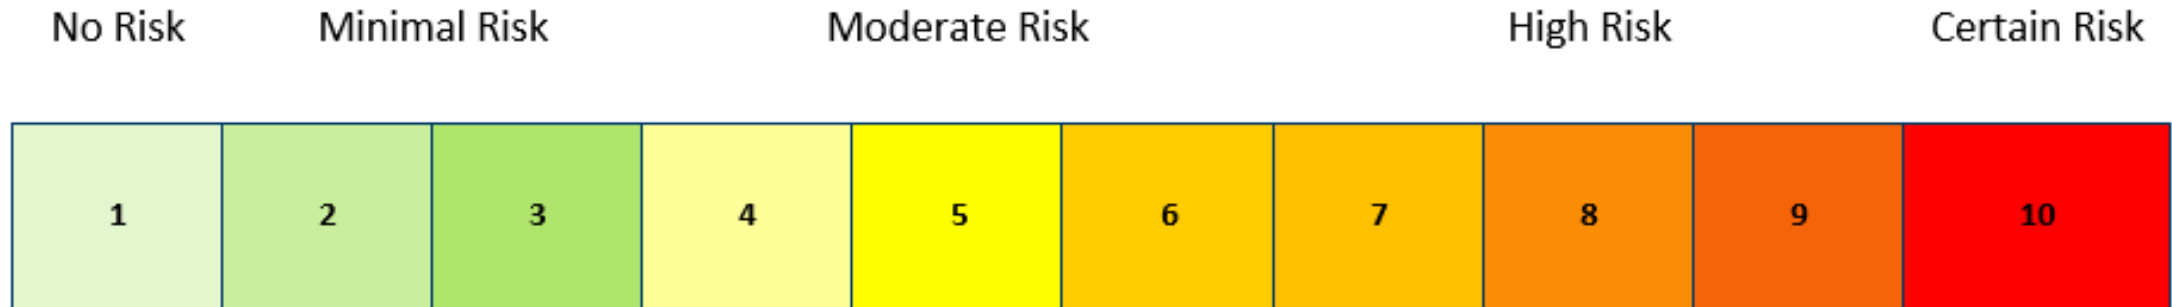 No Risk Minimal Risk Moderate Risk High Risk Certain Risk
1 2 3 4 5 6 7 8 9 10